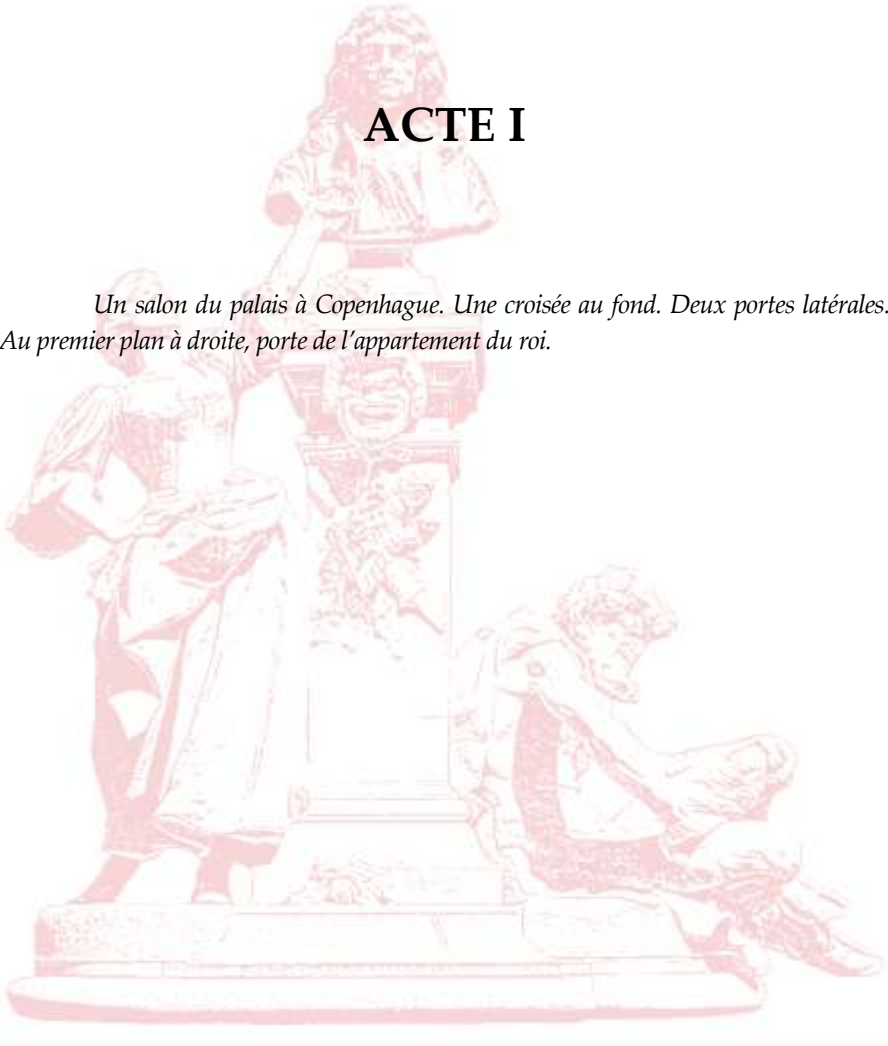 ACTE I
Un salon du palais à Copenhague. Une croisée au fond. Deux portes latérales.
Au premier plan à droite, porte de l’appartement du roi.